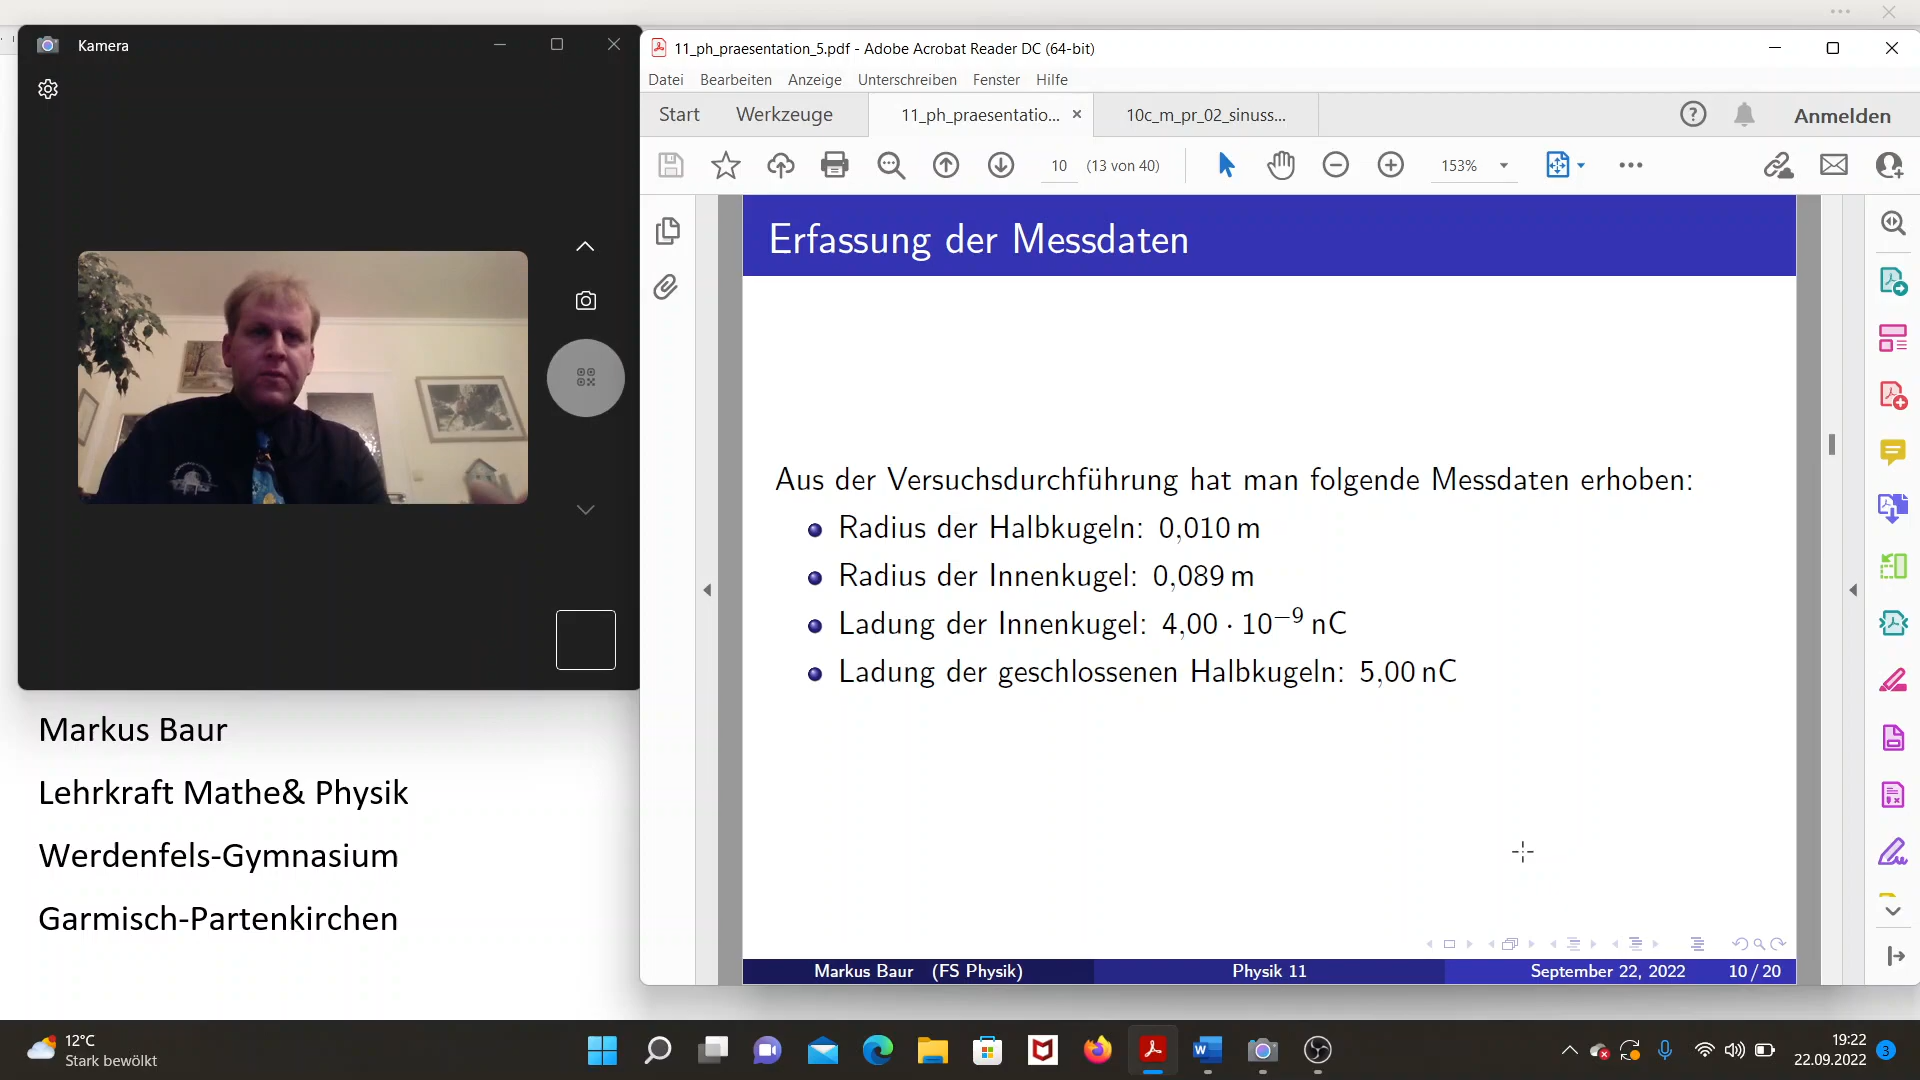 Kamera
11_ph_praesentation_5.pdf - Adobe Acrobat Reader DC (64-bit)
Datei Bearbeiten Anzeige Unterschreiben Fenster Hilfe
Start Werkzeuge 11_ph_praesentatio... 10c_m_pr_02_sinuss... Anmelden
10 (13 von 40) 153%
Erfassung der Messdaten
Aus der Versuchsdurchführung hat man folgende Messdaten erhoben:
Radius der Halbkugeln: 0,010 m
Radius der Innenkugel: 0,089 m
Ladung der Innenkugel: 4,00 · 10⁻⁹ nC
Ladung der geschlossenen Halbkugeln: 5,00 nC
Markus Baur
Lehrkraft Mathe& Physik
Werdenfels-Gymnasium
Garmisch-Partenkirchen
Markus Baur (FS Physik) Physik 11 September 22, 2022 10 / 20
12°C
Stark bewölkt
19:22
22.09.2022
3